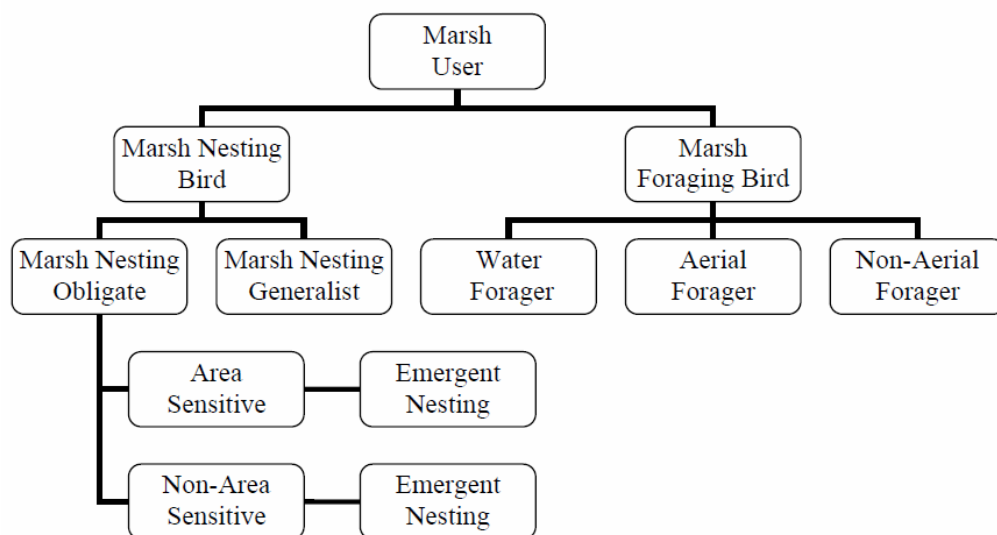 Marsh
User
Marsh Nesting
Bird
Marsh
Foraging Bird
Marsh Nesting
Obligate
Marsh Nesting
Generalist
Water
Forager
Aerial
Forager
Non-Aerial
Forager
Area
Sensitive
Emergent
Nesting
Non-Area
Sensitive
Emergent
Nesting